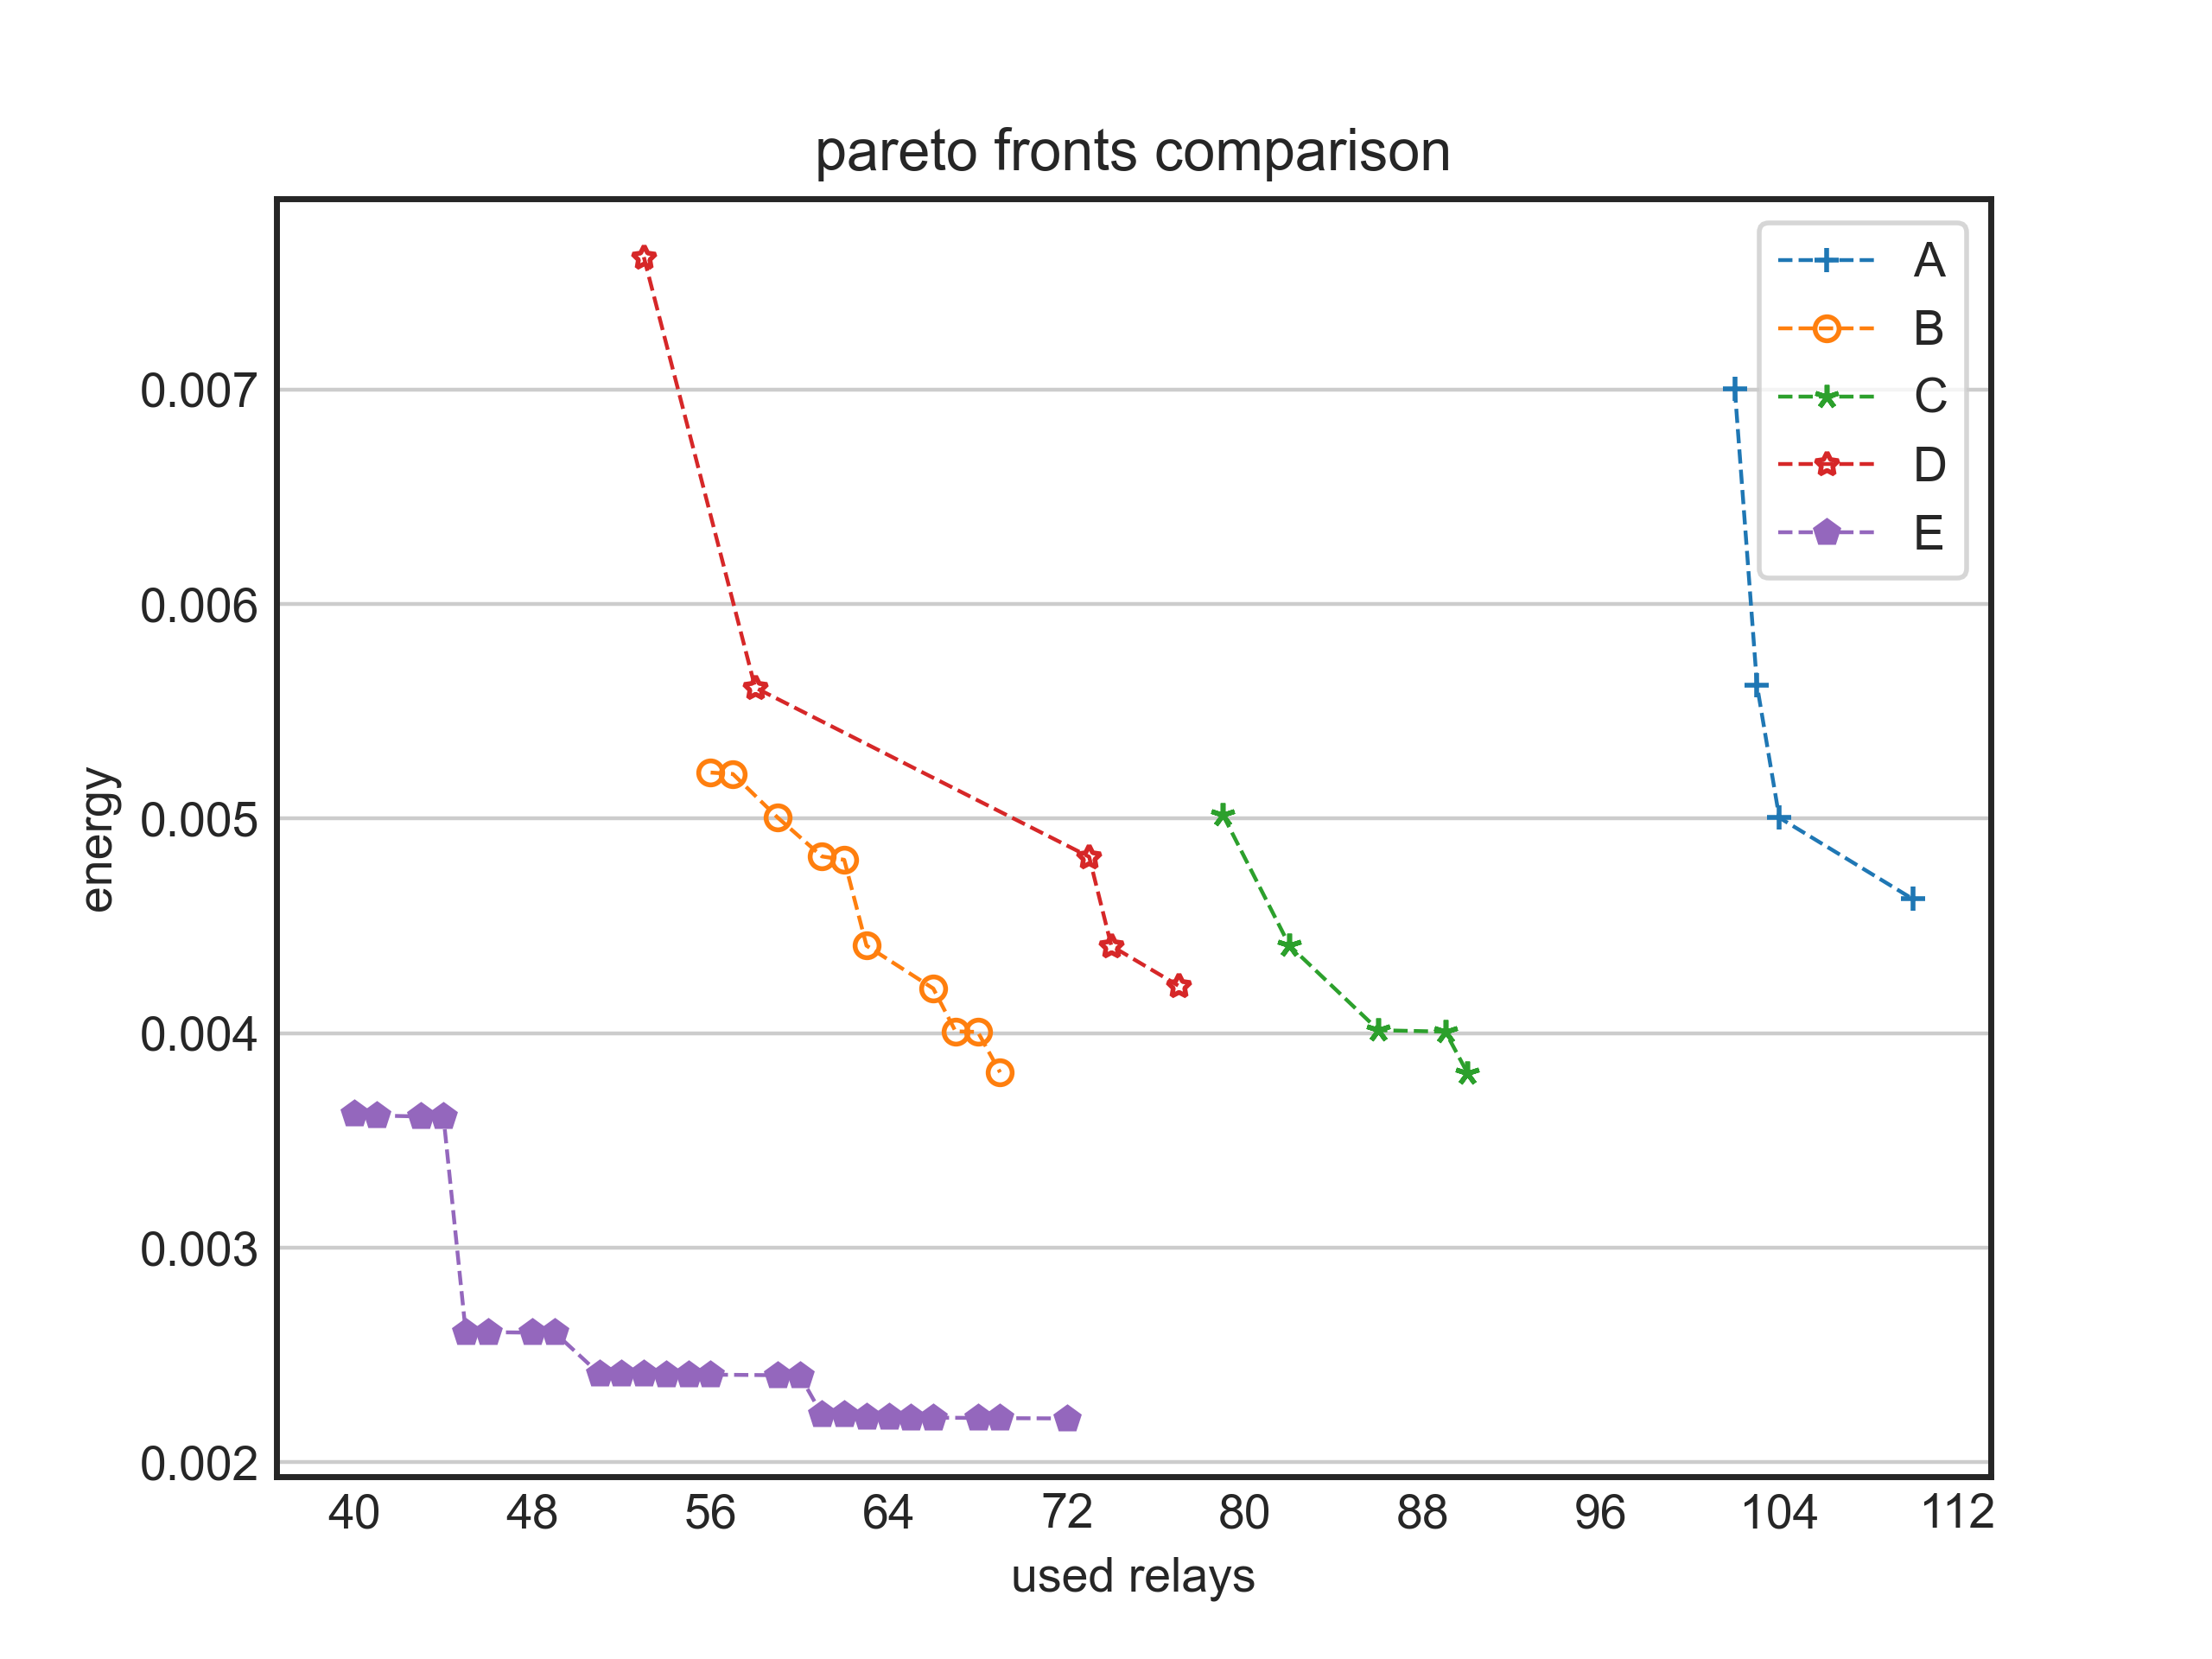 pareto fronts comparison
A
B
C
D
E
0.007
0.006
0.005
0.004
0.003
0.002
energy
40 48 56 64 72 80 88 96 104 112
used relays